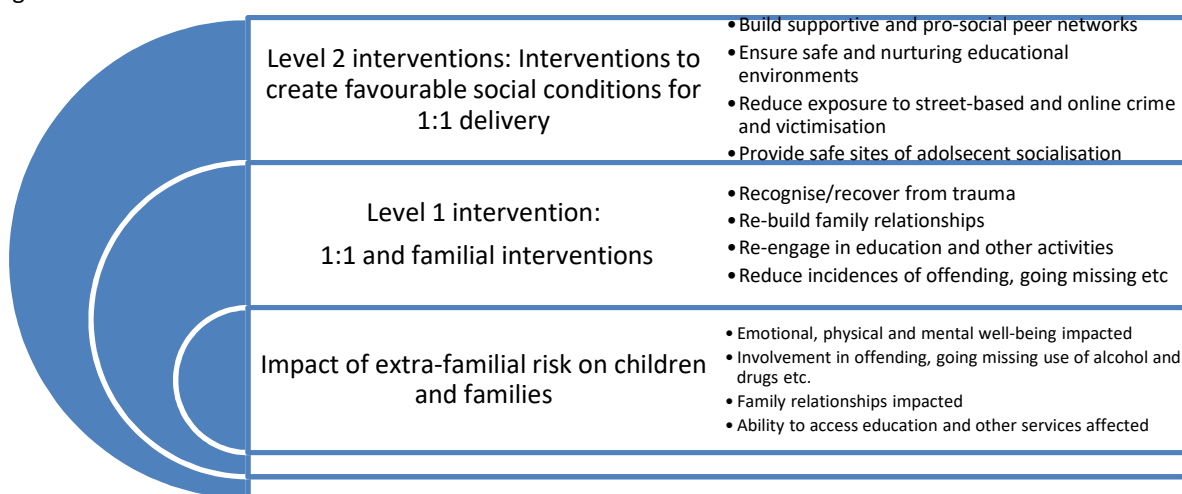 Level 2 interventions: Interventions to
create favourable social conditions for
1:1 delivery
•Build supportive and pro-social peer networks
•Ensure safe and nurturing educational
environments
•Reduce exposure to street-based and online crime
and victimisation
•Provide safe sites of adolsecent socialisation
Level 1 intervention:
1:1 and familial interventions
•Recognise/recover from trauma
•Re-build family relationships
•Re-engage in education and other activities
•Reduce incidences of offending, going missing etc
Impact of extra-familial risk on children
and families
•Emotional, physical and mental well-being impacted
•Involvement in offending, going missing use of alcohol and
drugs etc.
•Family relationships impacted
•Ability to access education and other services affected